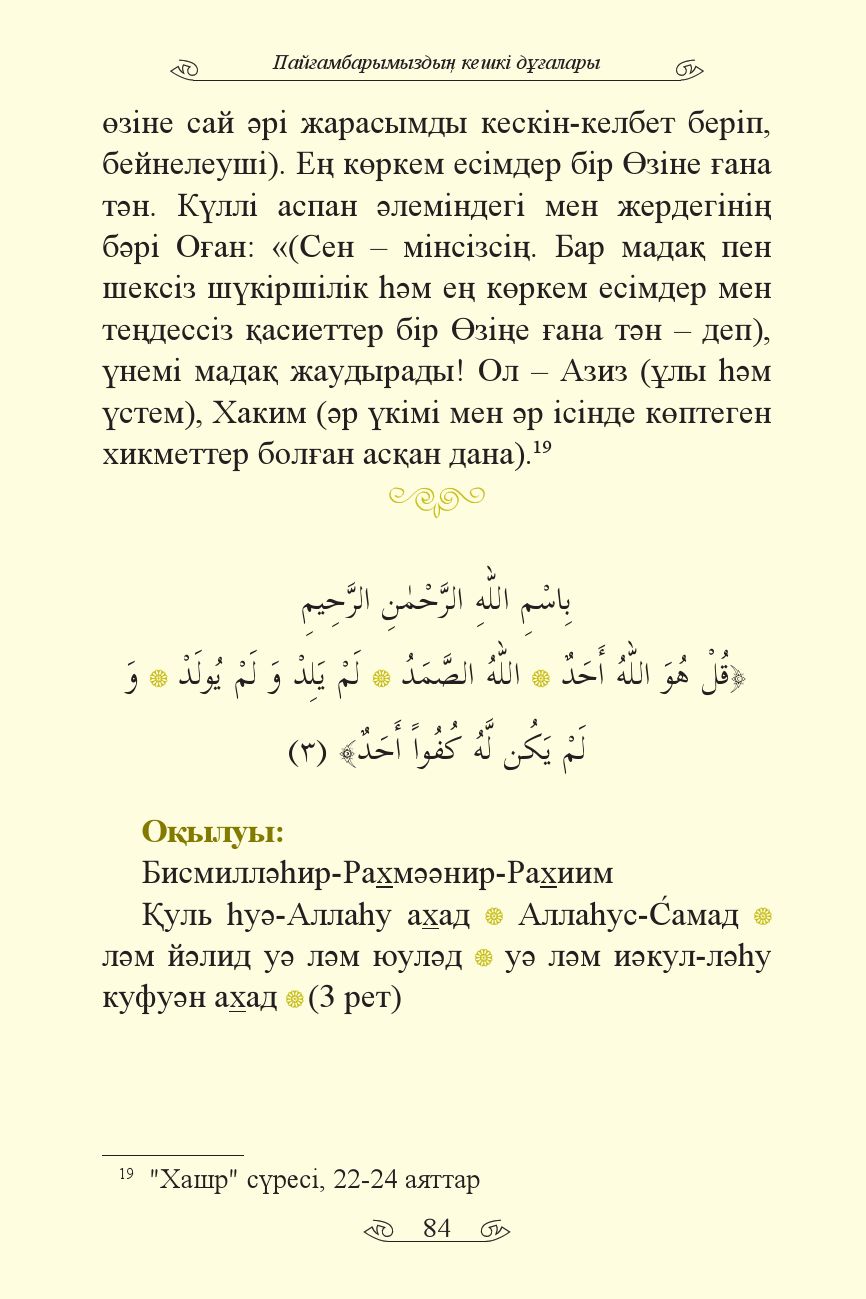 Пайғамбарымыздың кешкі дұғалары
өзіне сай әрі жарасымды кескін-келбет беріп,
бейнелеуші). Ең көркем есімдер бір Өзіне ғана
тән. Күллі аспан әлеміндегі мен жердегінің
бәрі Оған: «(Сен – мінсізсің. Бар мадақ пен
шексіз шүкіршілік һәм ең көркем есімдер мен
теңдессіз қасиеттер бір Өзіңе ғана тән – деп),
үнемі мадақ жаудырады! Ол – Азиз (ұлы һәм
үстем), Хаким (әр үкімі мен әр ісінде көптеген
хикметтер болған асқан дана).¹⁹
بِاسْمِ اللهِ الرَّحْمٰنِ الرَّحِيمِ
﴿قُلْ هُوَ اللهُ أَحَدٌ ۞ اللهُ الصَّمَدُ ۞ لَمْ يَلِدْ وَ لَمْ يُولَدْ ۞ وَ
لَمْ يَكُن لَّهُ كُفُواً أَحَدٌ﴾ (٣)
Оқылуы:
Бисмилләһир-Рахмәәнир-Рахиим
Қуль һуә-Аллаһу ахад ۞ Аллаһус-С́амад ۞
ләм йәлид уә ләм юуләд ۞ уә ләм иәкул-ләһу
куфуән ахад ۞ (3 рет)
¹⁹ "Хашр" сүресі, 22-24 аяттар
84